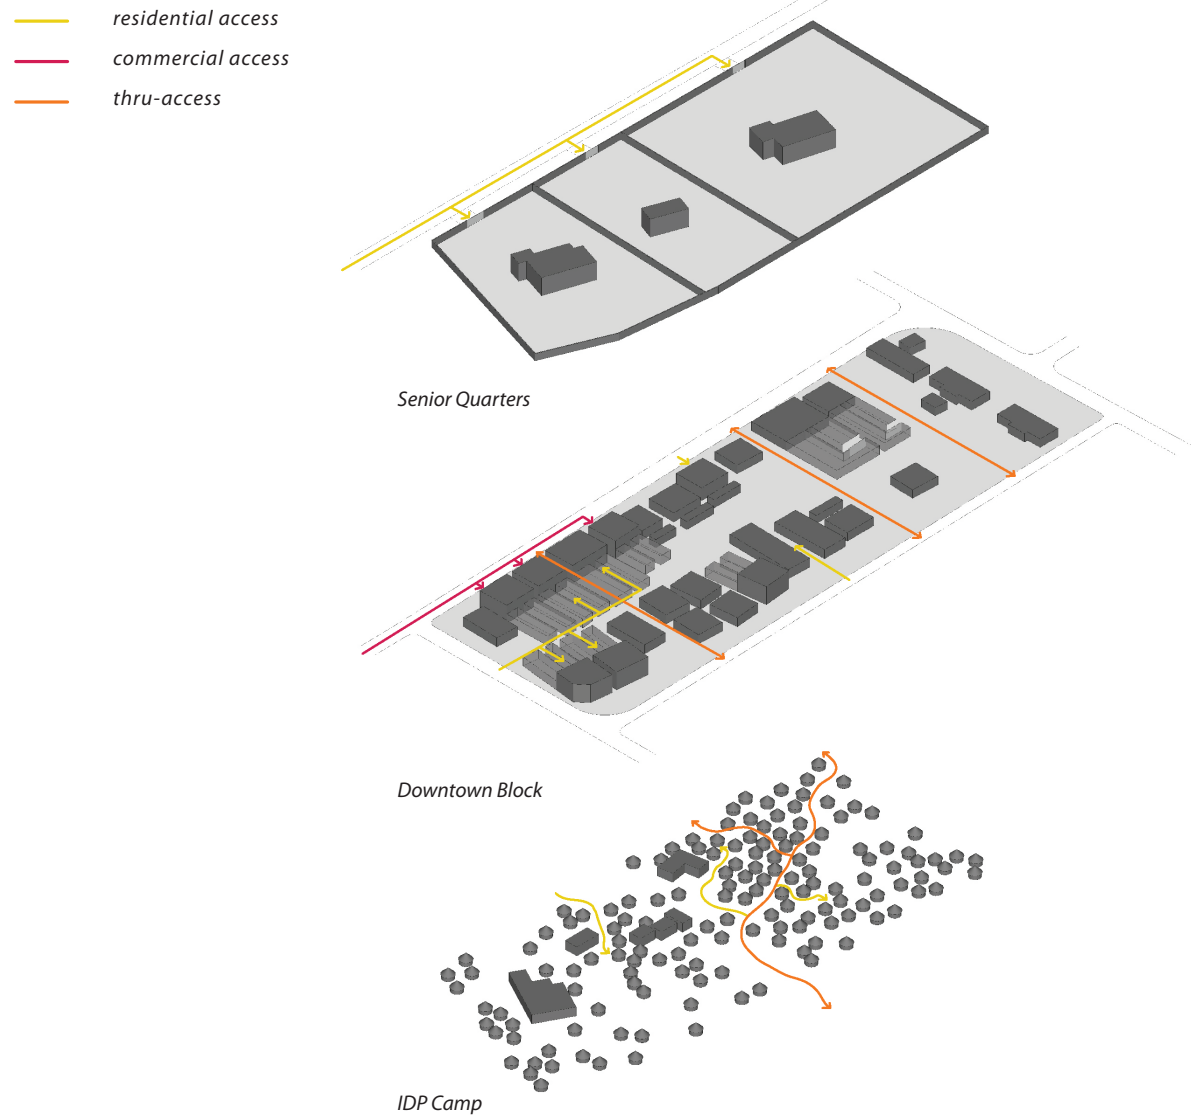 residential access
commercial access
thru-access
Senior Quarters
Downtown Block
IDP Camp